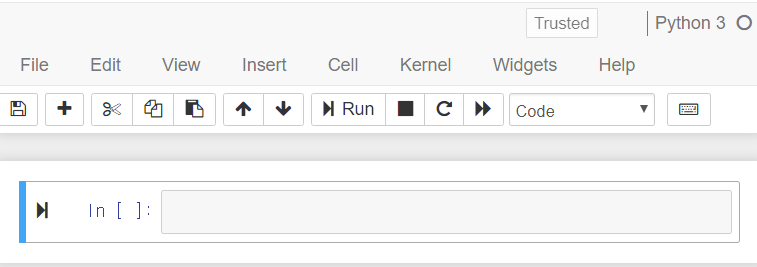 Trusted Python 3
File Edit View Insert Cell Kernel Widgets Help
Run Code
In [ ]: